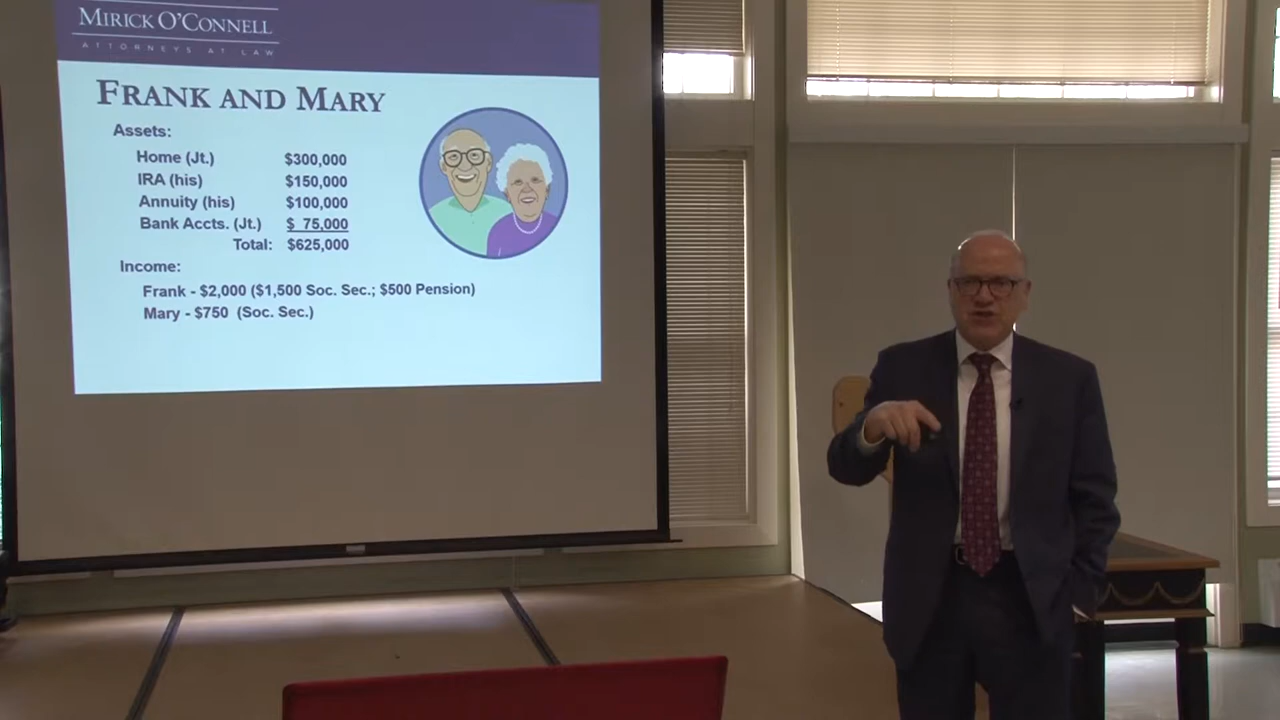 MIRICK O'CONNELL
ATTORNEYS AT LAW
FRANK AND MARY
Assets:
Home (Jt.) $300,000
IRA (his) $150,000
Annuity (his) $100,000
Bank Accts. (Jt.) $ 75,000
Total: $625,000
Income:
Frank - $2,000 ($1,500 Soc. Sec.; $500 Pension)
Mary - $750 (Soc. Sec.)